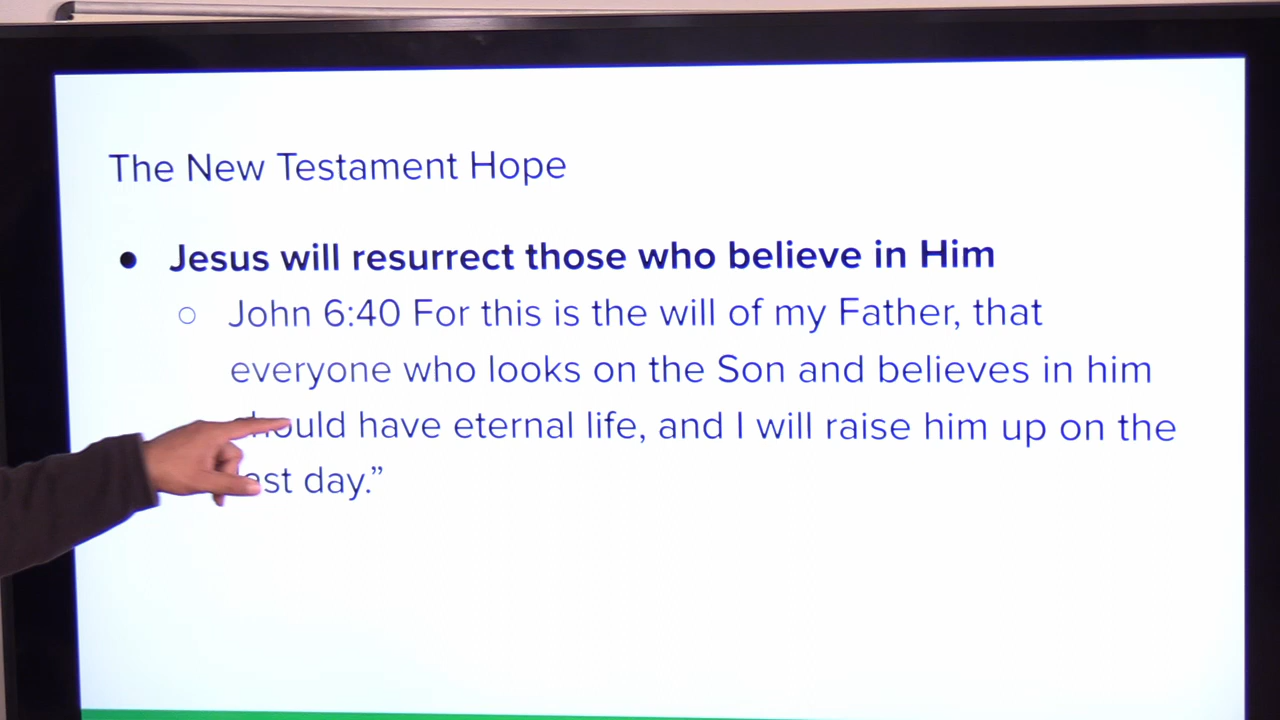 The New Testament Hope
● Jesus will resurrect those who believe in Him
○ John 6:40 For this is the will of my Father, that
everyone who looks on the Son and believes in him
should have eternal life, and I will raise him up on the
last day.”